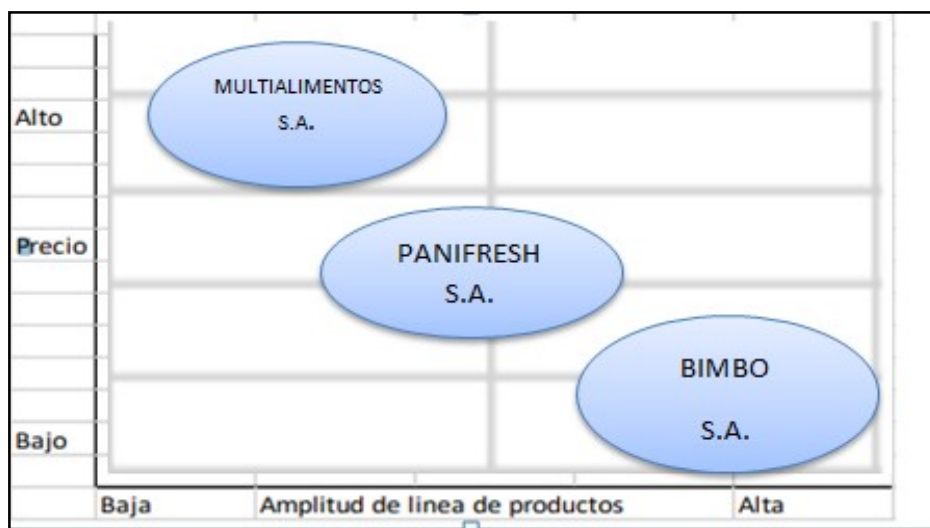 MULTIALIMENTOS
S.A.
Alto
Precio
PANIFRESH
S.A.
BIMBO
S.A.
Bajo
Baja Amplitud de linea de productos Alta